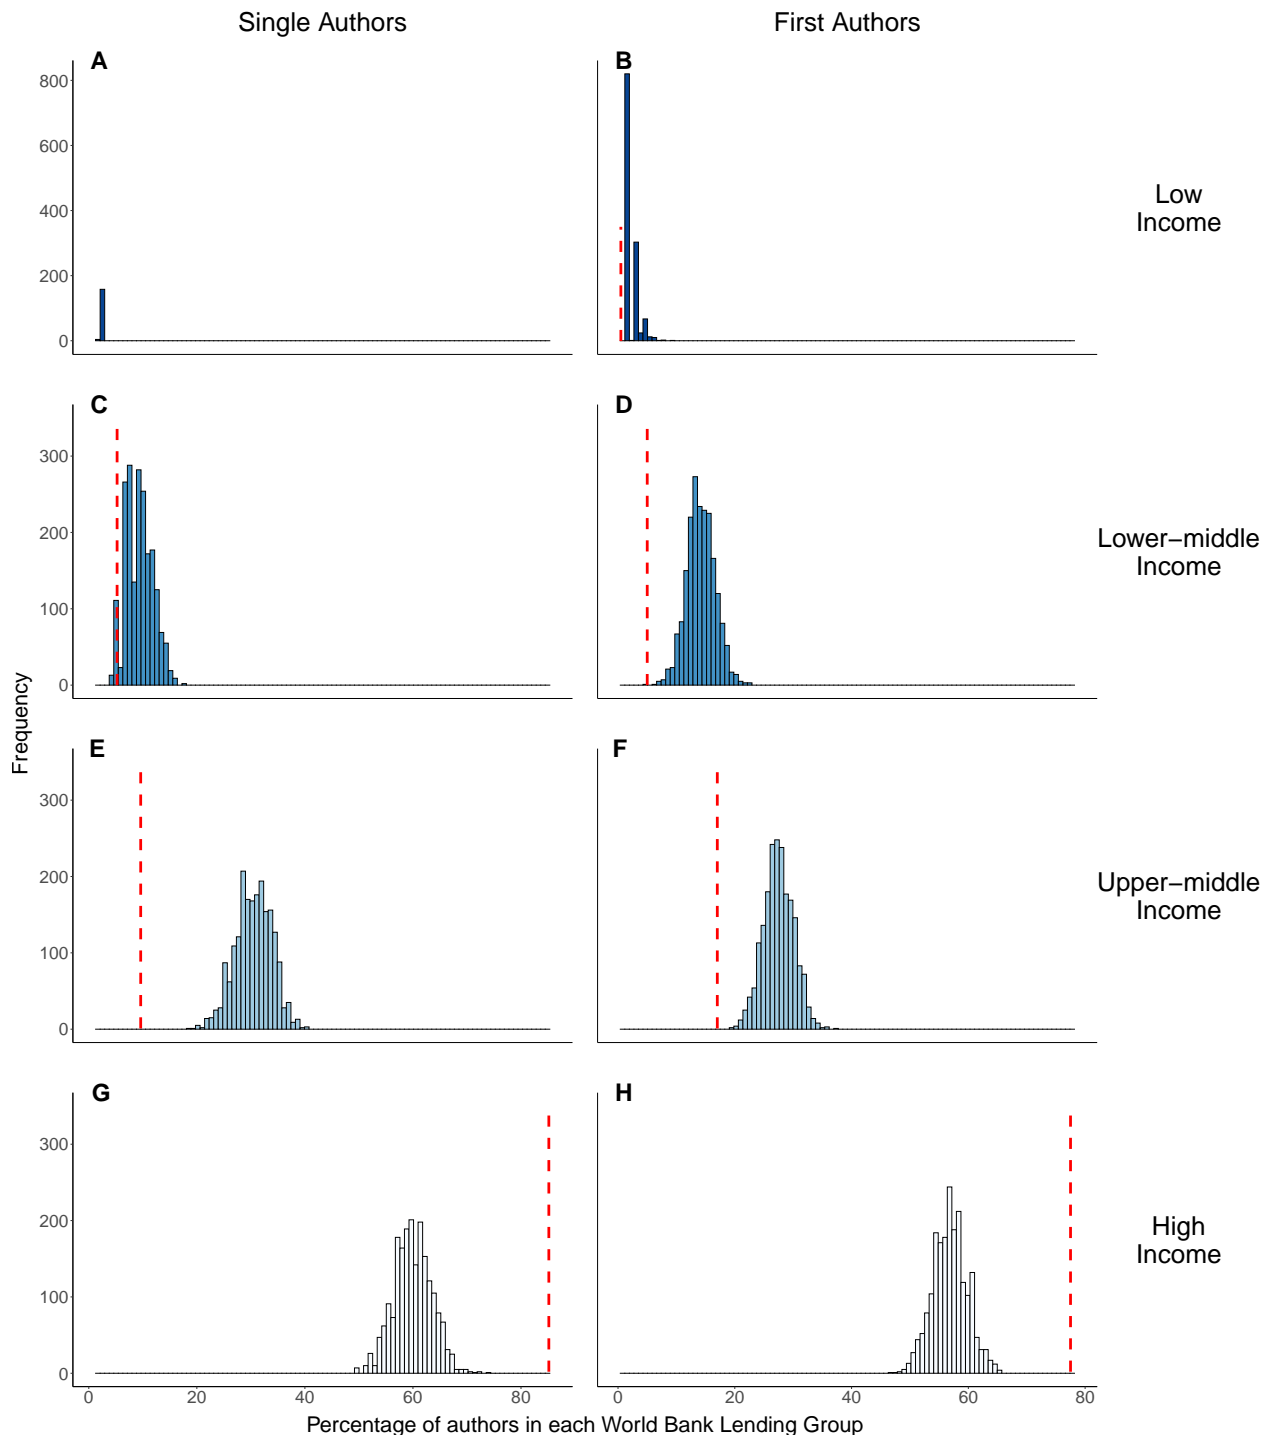 Single Authors
First Authors
A
B
800
600
400
200
0
Low
Income
C
D
300
200
100
0
Lower−middle
Income
Frequency
E
F
300
200
100
0
Upper−middle
Income
G
H
300
200
100
0
High
Income
0 20 40 60 80
0 20 40 60 80
Percentage of authors in each World Bank Lending Group